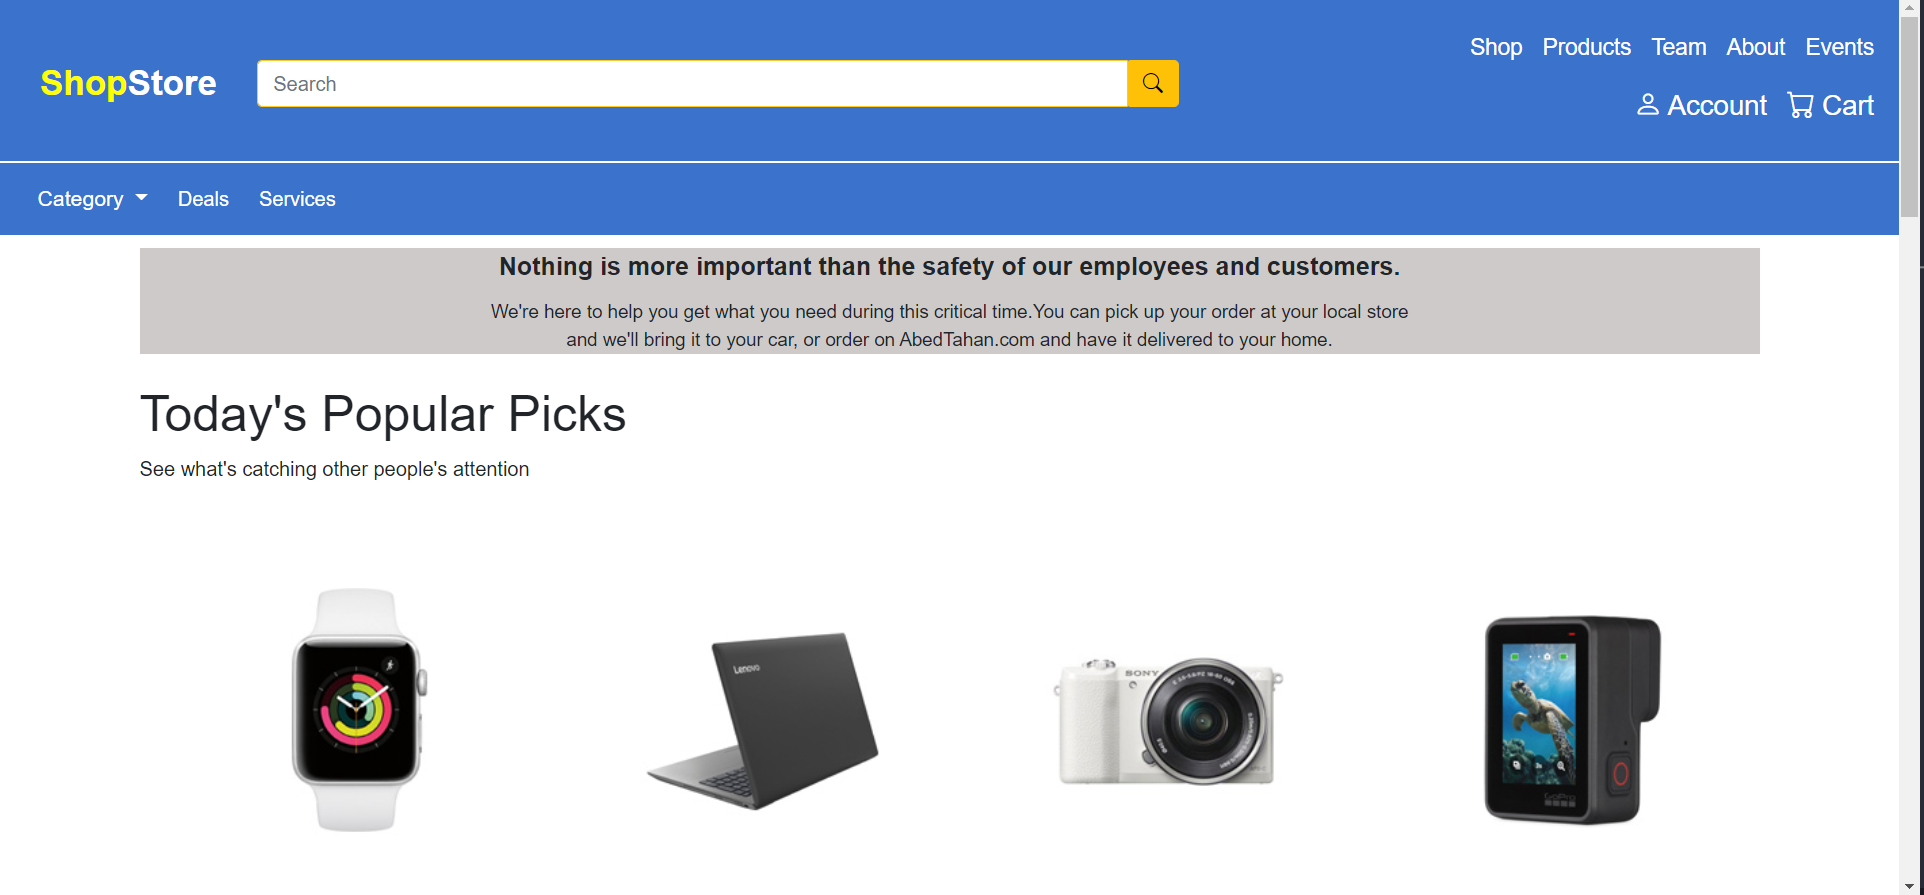 Shop Products Team About Events
ShopStore
Search
Account Cart
Category Deals Services
Nothing is more important than the safety of our employees and customers.
We're here to help you get what you need during this critical time.You can pick up your order at your local store
and we'll bring it to your car, or order on AbedTahan.com and have it delivered to your home.
Today's Popular Picks
See what's catching other people's attention
Lenovo
SONY
GoPro